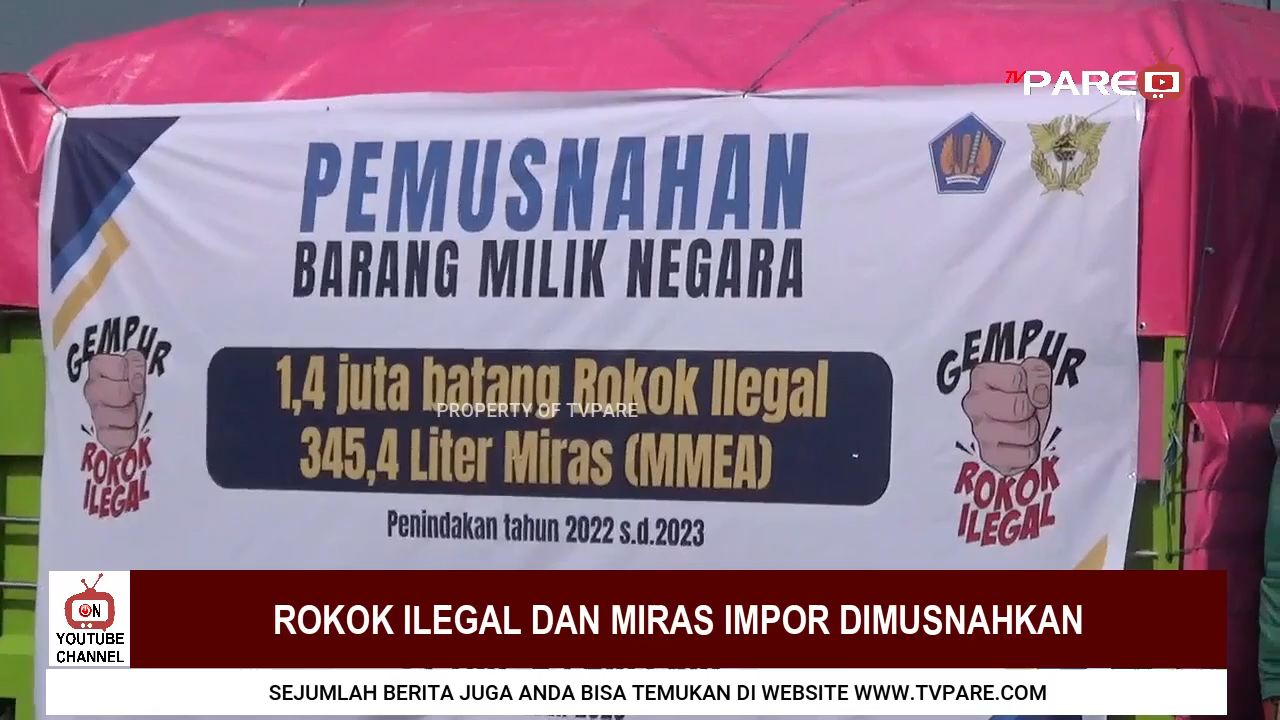 TVPARE
PEMUSNAHAN
BARANG MILIK NEGARA
GEMPUR
ROKOK
ILEGAL
1,4 juta batang Rokok Ilegal
345,4 Liter Miras (MMEA)
PROPERTY OF TVPARE
Penindakan tahun 2022 s.d.2023
GEMPUR
ROKOK
ILEGAL
ON
YOUTUBE
CHANNEL
ROKOK ILEGAL DAN MIRAS IMPOR DIMUSNAHKAN
SEJUMLAH BERITA JUGA ANDA BISA TEMUKAN DI WEBSITE WWW.TVPARE.COM